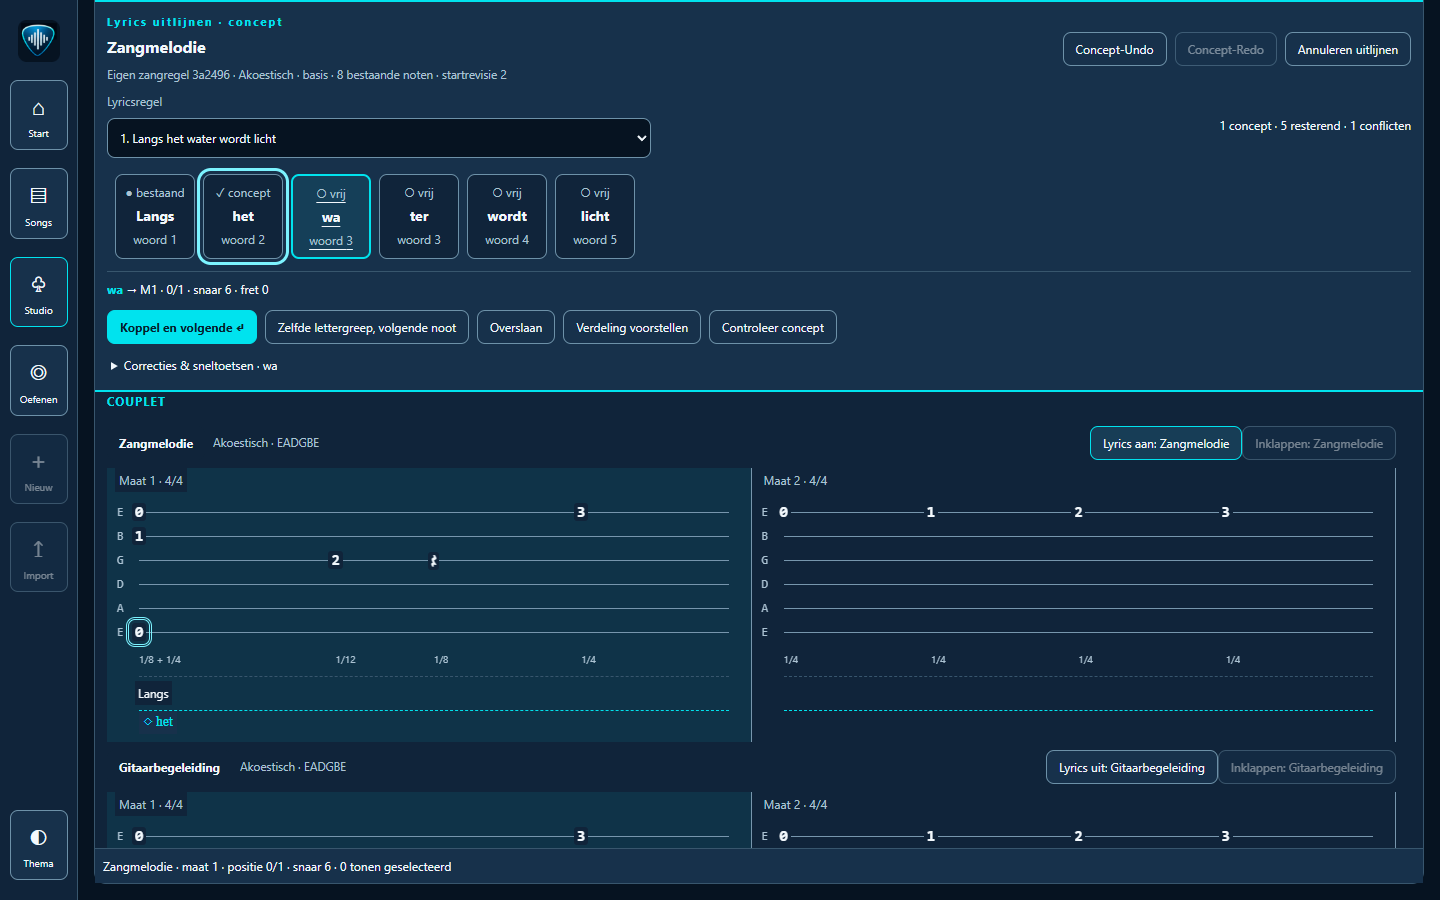 Lyrics uitlijnen · concept
Zangmelodie
Eigen zangregel 3a2496 · Akoestisch · basis · 8 bestaande noten · startrevisie 2
Concept-Undo
Concept-Redo
Annuleren uitlijnen
Lyricsregel
1. Langs het water wordt licht
1 concept · 5 resterend · 1 conflicten
● bestaand
Langs
woord 1
✓ concept
het
woord 2
○ vrij
wa
woord 3
○ vrij
ter
woord 3
○ vrij
wordt
woord 4
○ vrij
licht
woord 5
wa → M1 · 0/1 · snaar 6 · fret 0
Koppel en volgende ↵
Zelfde lettergreep, volgende noot
Overslaan
Verdeling voorstellen
Controleer concept
▶ Correcties & sneltoetsen · wa
COUPLET
Zangmelodie Akoestisch · EADGBE
Lyrics aan: Zangmelodie
Inklappen: Zangmelodie
Maat 1 · 4/4
E 0 3
B 1
G 2 𝄽
D
A
E 0
1/8 + 1/4 1/12 1/8 1/4
Langs
◇ het
Maat 2 · 4/4
E 0 1 2 3
B
G
D
A
E
1/4 1/4 1/4 1/4
Gitaarbegeleiding Akoestisch · EADGBE
Lyrics uit: Gitaarbegeleiding
Inklappen: Gitaarbegeleiding
Maat 1 · 4/4
E 0 3
Maat 2 · 4/4
E 0 1 2 3
Zangmelodie · maat 1 · positie 0/1 · snaar 6 · 0 tonen geselecteerd
Start
Songs
Studio
Oefenen
Nieuw
Import
Thema